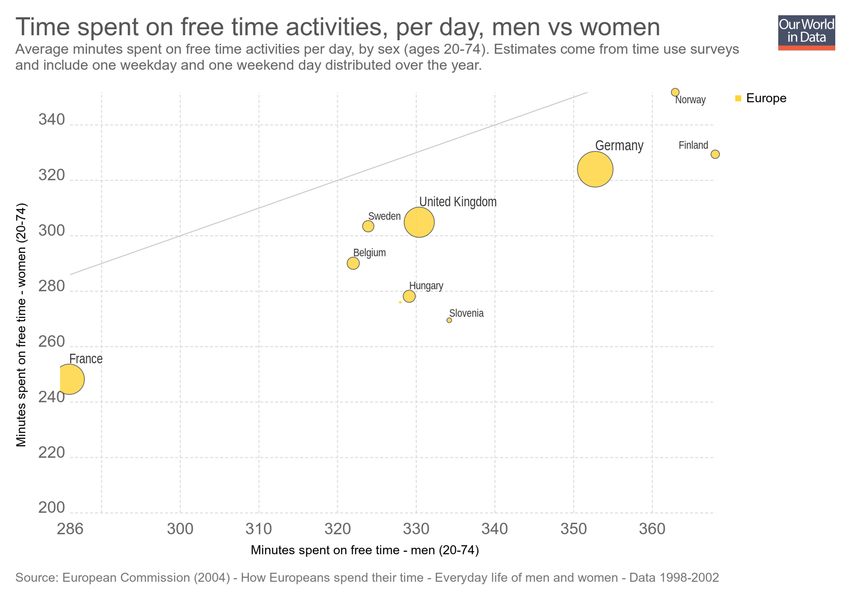 Time spent on free time activities, per day, men vs women
Our World
in Data
Average minutes spent on free time activities per day, by sex (ages 20-74). Estimates come from time use surveys
and include one weekday and one weekend day distributed over the year.
Norway
Europe
340
Germany
Finland
320
United Kingdom
Sweden
300
Belgium
280
Hungary
Slovenia
260
France
240
220
200
Minutes spent on free time - women (20-74)
286
300
310
320
330
340
350
360
Minutes spent on free time - men (20-74)
Source: European Commission (2004) - How Europeans spend their time - Everyday life of men and women - Data 1998-2002